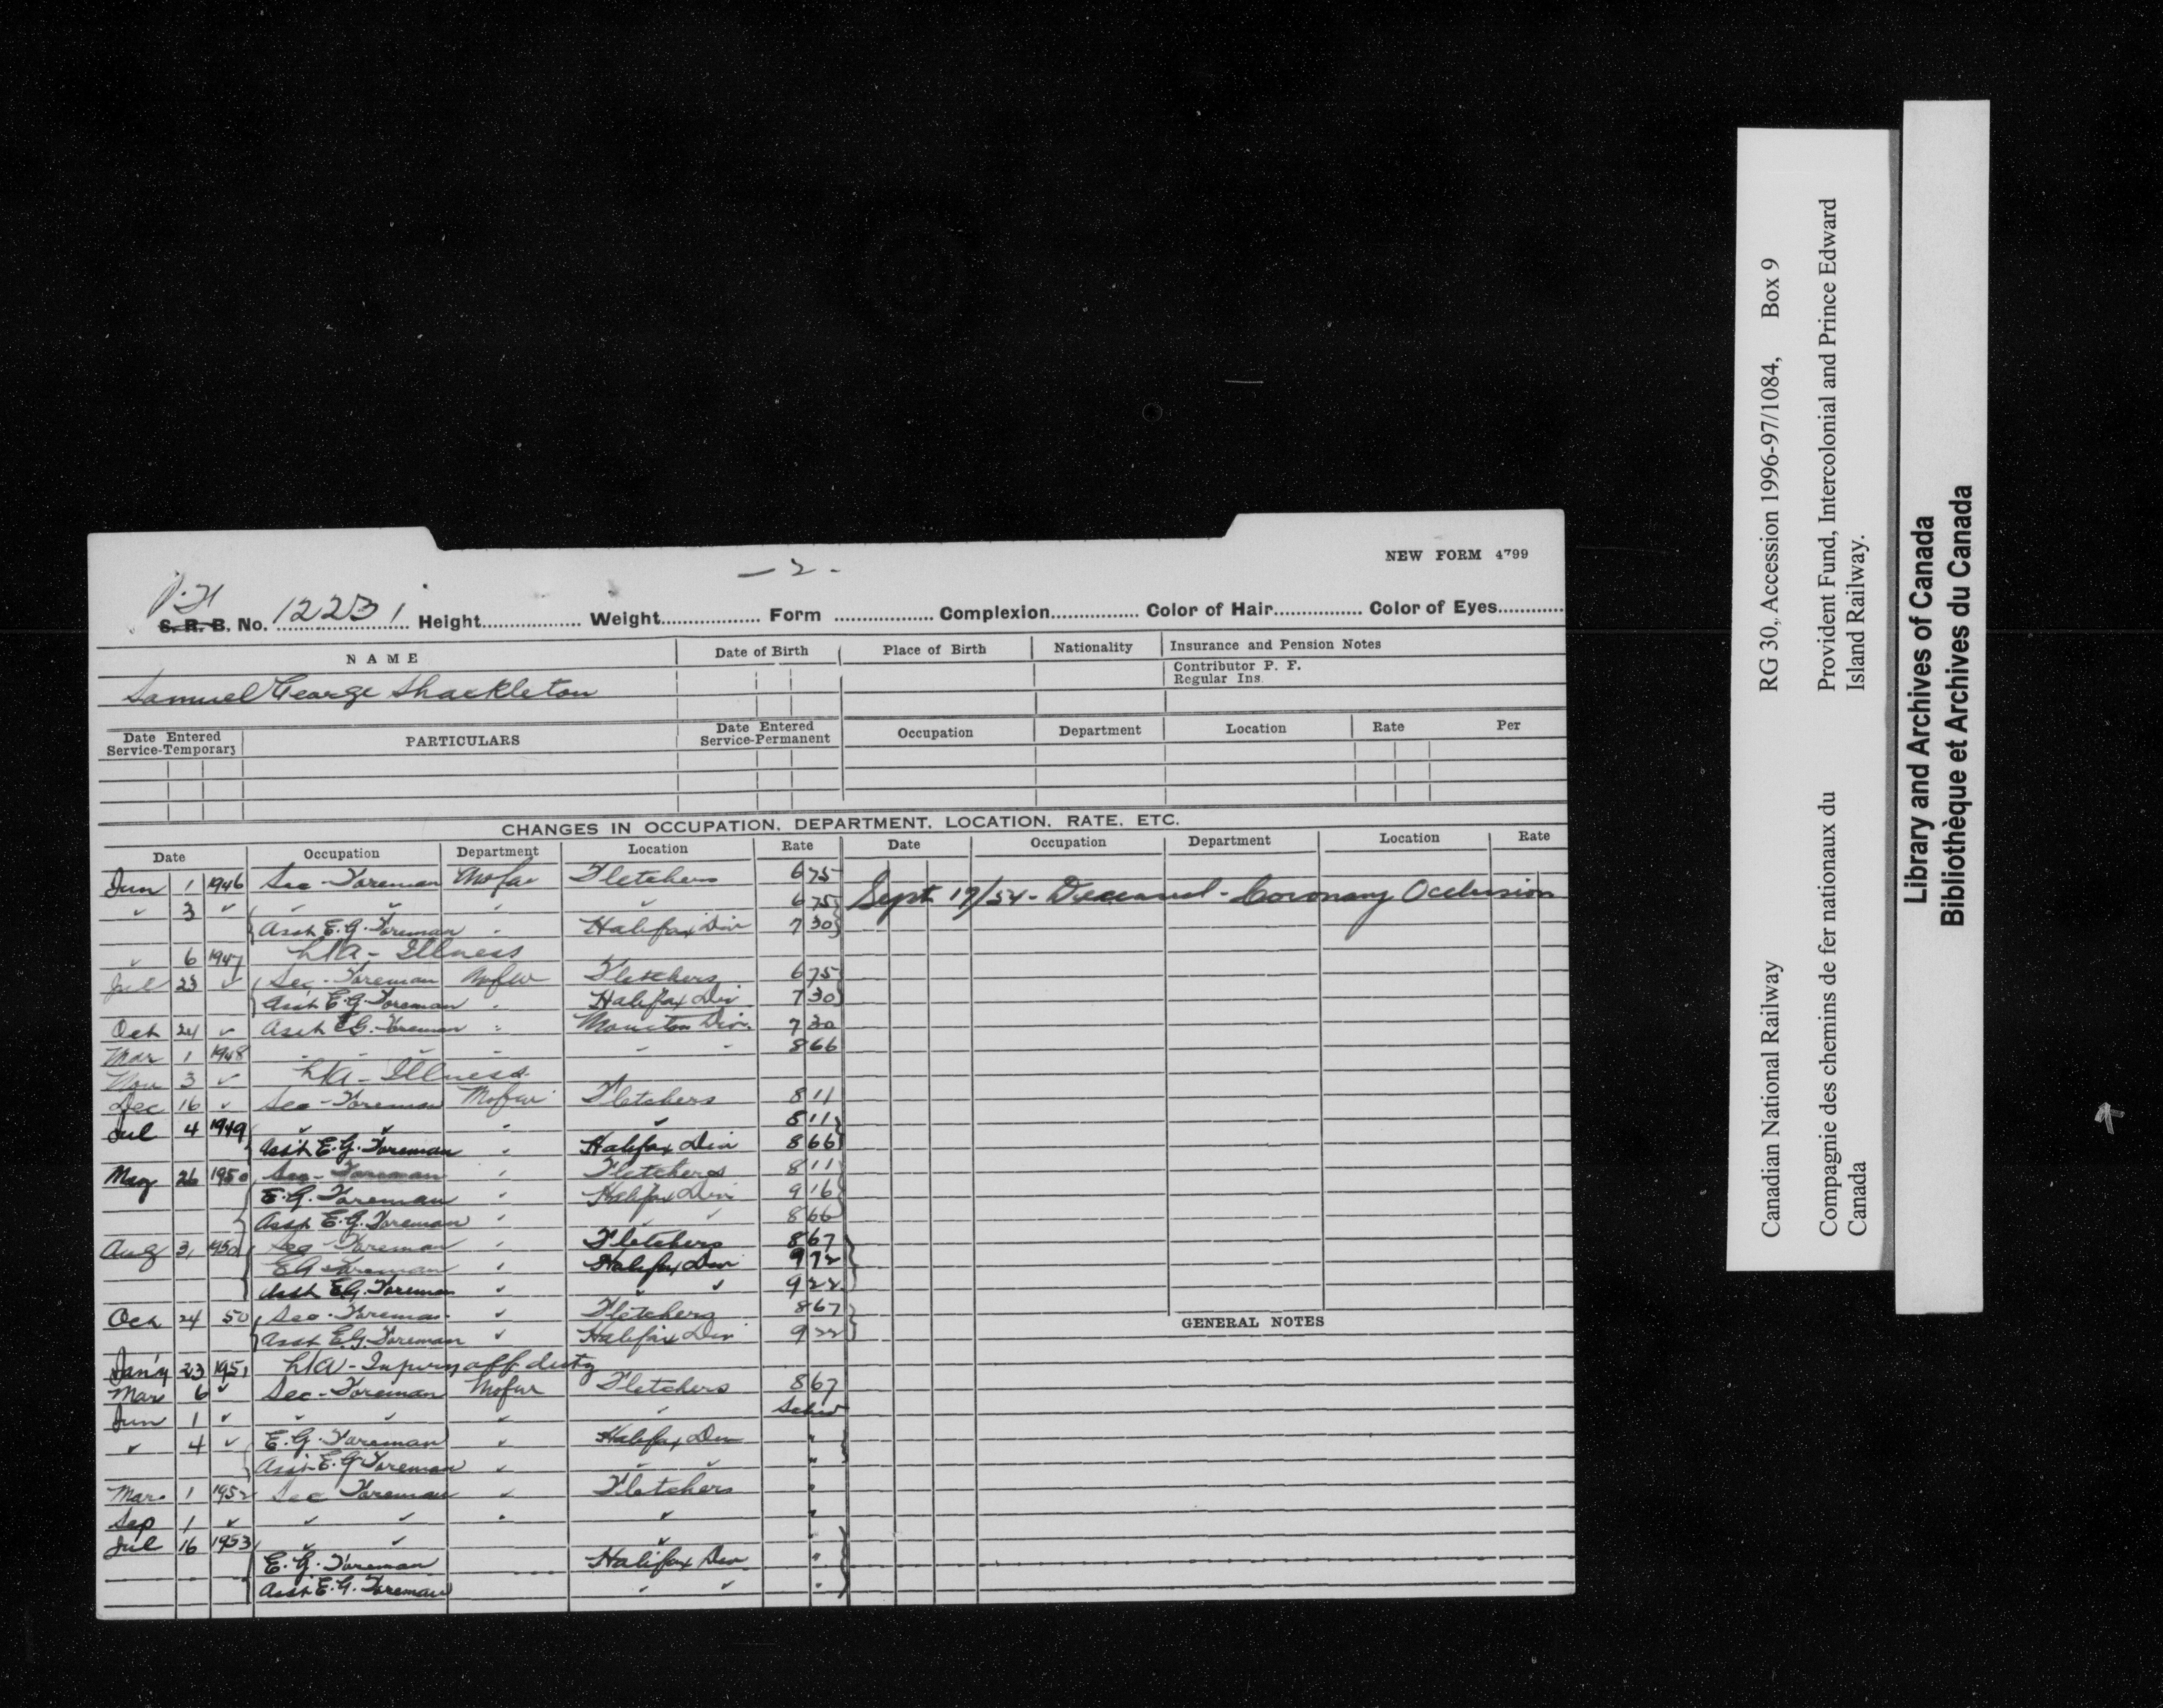 NEW FORM 4799
- 2 -
P. F.
S. R. B. No. 12231 Height Weight Form Complexion Color of Hair Color of Eyes
NAME Date of Birth Place of Birth Nationality Insurance and Pension Notes
Contributor P. F.
Regular Ins.
Samuel George Shackleton
Date Entered Service-Temporary PARTICULARS Date Entered Service-Permanent Occupation Department Location Rate Per
CHANGES IN OCCUPATION, DEPARTMENT, LOCATION, RATE, ETC.
Date Occupation Department Location Rate Date Occupation Department Location Rate
Jun 1 1946 Sec-Foreman Mofw Fletchers 6 75
Sept 17/54 - Deceased - Coronary Occlusion
" 3 " " " " " 6 75
Asst E.G. Foreman " Halifax Div 7 30
" 6 1947 L/A - Illness
Jul 23 " Sec-Foreman Mofw Fletchers 6 75
Asst E.G. Foreman " Halifax Div 7 30
Oct 24 " Asst E.G. Foreman " Moncton Div. 7 30
Mar 1 1948 " " " " " " 8 66
Nov 3 " L/A - Illness
Dec 16 " Sec-Foreman Mofw Fletchers 8 11
Jul 4 1949 " " " " 8 11
Asst E.G. Foreman " Halifax Div 8 66
May 26 1950 Sec-Foreman " Fletchers 8 11
E.G. Foreman " Halifax Div 9 16
Asst E.G. Foreman " " " 8 66
Aug 31 1950 Sec-Foreman " Fletchers 8 67
EG Foreman " Halifax Div 9 72
Asst EG. Foreman " " " 9 22
Oct 24 50 Sec-Foreman " Fletchers 8 67
Asst E.G. Foreman " Halifax Div 9 22
GENERAL NOTES
Jan'y 23 1951 L/A - Injury off duty
Mar 6 " Sec-Foreman Mofw Fletchers 8 67
Jun 1 " " " " " Sched
" 4 " E.G. Foreman " Halifax Div "
Asst E.G Foreman " " " "
Mar. 1 1952 Sec Foreman " Fletchers "
Sep 1 " " " " " "
Jul 16 1953 " " " "
E.G. Foreman Halifax Div "
Asst E.G. Foreman " " "
Canadian National Railway RG 30, Accession 1996-97/1084, Box 9
Compagnie des chemins de fer nationaux du Canada Provident Fund, Intercolonial and Prince Edward Island Railway.
Library and Archives of Canada
Bibliothèque et Archives du Canada